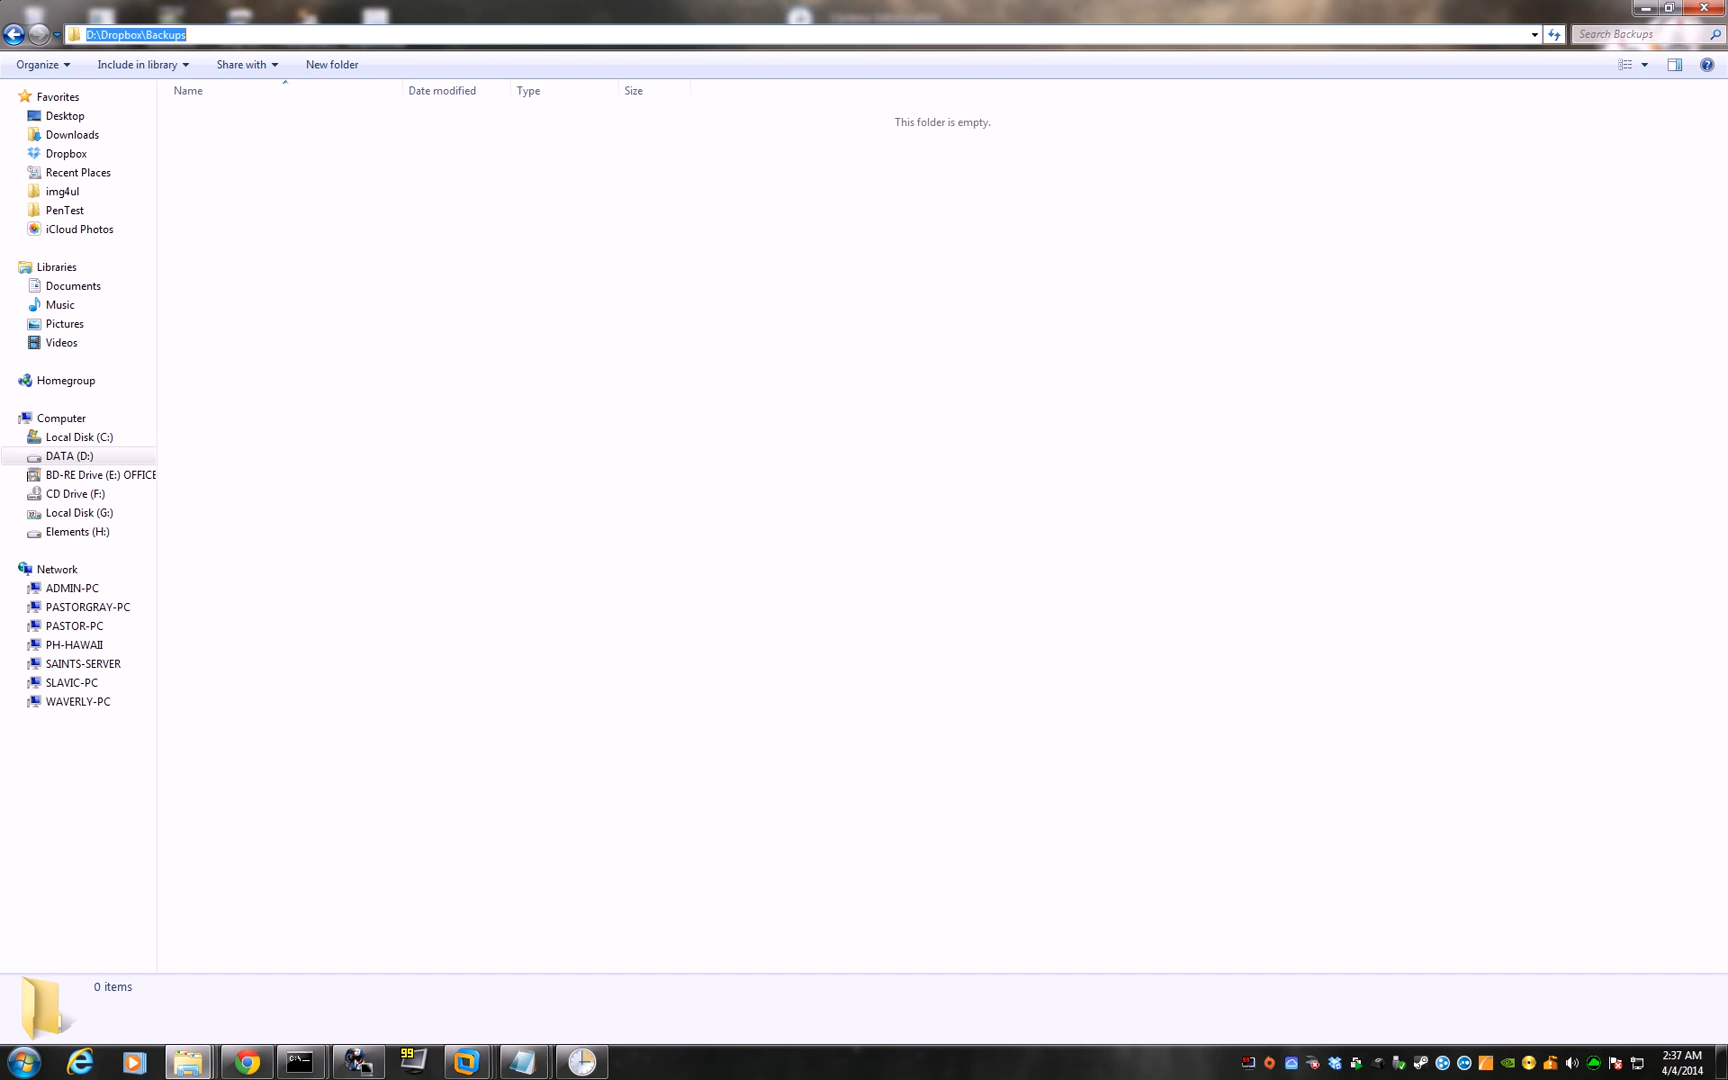 D:\Dropbox\Backups
Search Backups
Organize
Include in library
Share with
New folder
Name
Date modified
Type
Size
This folder is empty.
Favorites
Desktop
Downloads
Dropbox
Recent Places
img4ul
PenTest
iCloud Photos
Libraries
Documents
Music
Pictures
Videos
Homegroup
Computer
Local Disk (C:)
DATA (D:)
BD-RE Drive (E:) OFFICE
CD Drive (F:)
Local Disk (G:)
Elements (H:)
Network
ADMIN-PC
PASTORGRAY-PC
PASTOR-PC
PH-HAWAII
SAINTS-SERVER
SLAVIC-PC
WAVERLY-PC
0 items
99
C:\-
2:37 AM
4/4/2014